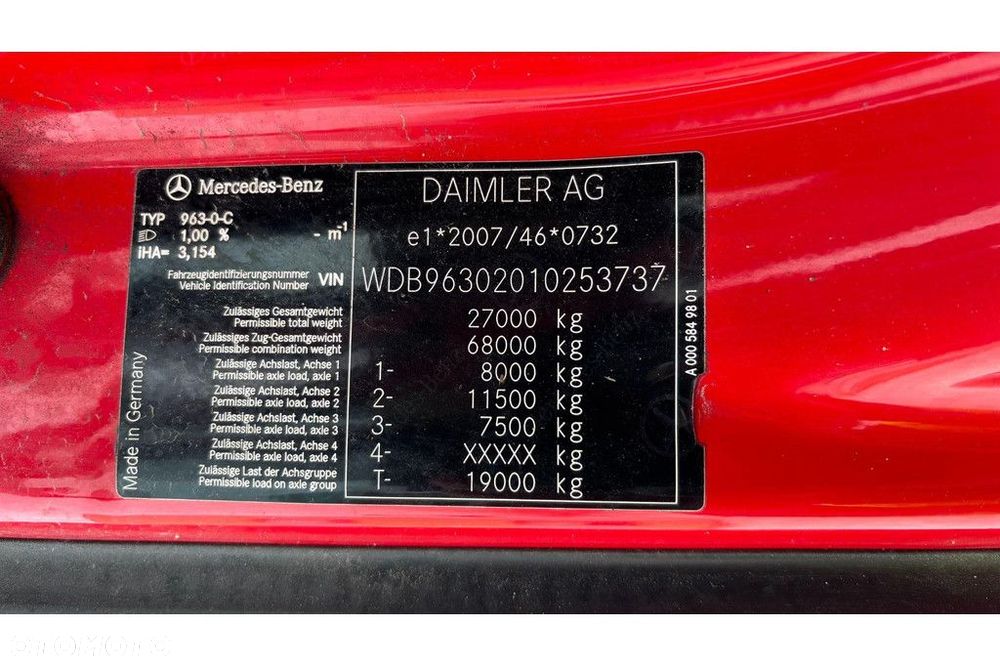 Mercedes-Benz
TYP 963-0-C
1,00 % - m-1
iHA= 3,154
Fahrzeugidentifizierungsnummer
Vehicle Identification Number VIN
Zulässiges Gesamtgewicht
Permissible total weight
Zulässiges Zug-Gesamtgewicht
Permissible combination weight
Zulässige Achslast, Achse 1
Permissible axle load, axle 1
Zulässige Achslast, Achse 2
Permissible axle load, axle 2
Zulässige Achslast, Achse 3
Permissible axle load, axle 3
Zulässige Achslast, Achse 4
Permissible axle load, axle 4
Zulässige Last der Achsgruppe
Permissible load on axle group
DAIMLER AG
e1*2007/46*0732
WDB96302010253737
27000 kg
68000 kg
1- 8000 kg
2- 11500 kg
3- 7500 kg
4- XXXXX kg
T- 19000 kg
Made in Germany
A 000 584 98 01
OTOMOTO